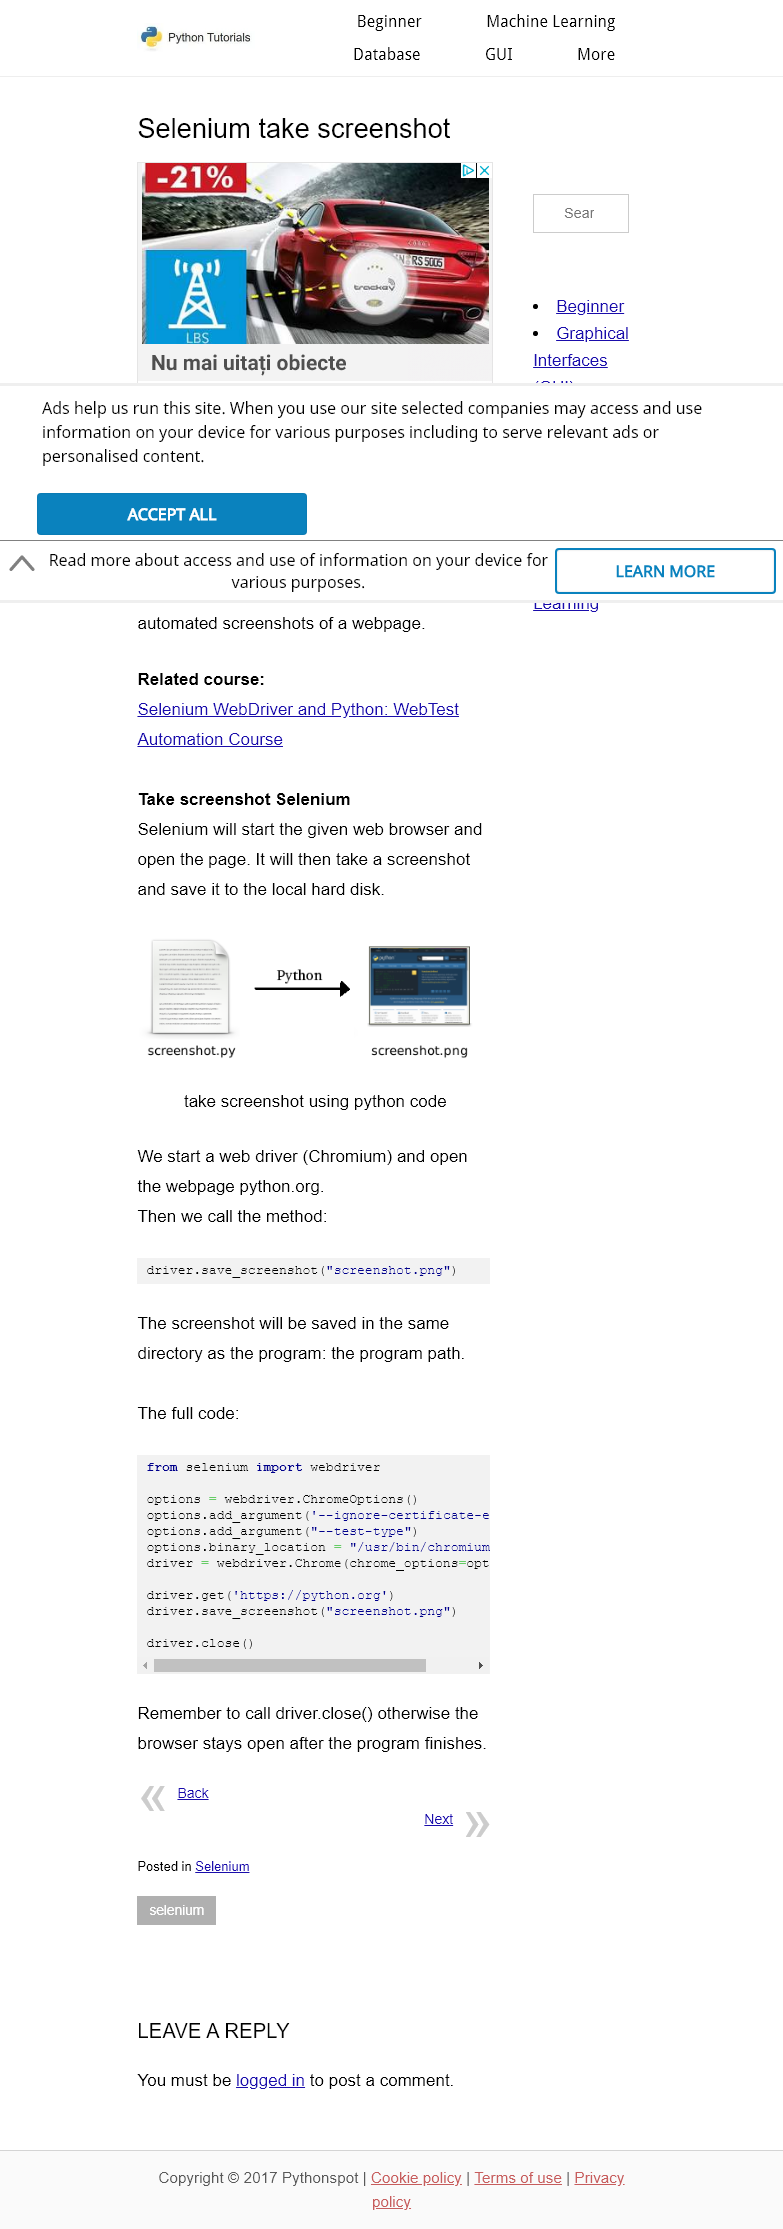 Python Tutorials
Beginner
Machine Learning
Database
GUI
More
Selenium take screenshot
-21%
RS 5005
trackey
LBS
Nu mai uitați obiecte
Sear
Beginner
Graphical
Interfaces
Ads help us run this site. When you use our site selected companies may access and use
information on your device for various purposes including to serve relevant ads or
personalised content.
ACCEPT ALL
Read more about access and use of information on your device for
various purposes.
LEARN MORE
Learning
automated screenshots of a webpage.
Related course:
Selenium WebDriver and Python: WebTest
Automation Course
Take screenshot Selenium
Selenium will start the given web browser and
open the page. It will then take a screenshot
and save it to the local hard disk.
Python
screenshot.py
screenshot.png
take screenshot using python code
We start a web driver (Chromium) and open
the webpage python.org.
Then we call the method:
driver.save_screenshot("screenshot.png")
The screenshot will be saved in the same
directory as the program: the program path.
The full code:
from selenium import webdriver
options = webdriver.ChromeOptions()
options.add_argument('--ignore-certificate-e
options.add_argument("--test-type")
options.binary_location = "/usr/bin/chromium
driver = webdriver.Chrome(chrome_options=opt
driver.get('https://python.org')
driver.save_screenshot("screenshot.png")
driver.close()
Remember to call driver.close() otherwise the
browser stays open after the program finishes.
Back
Next
Posted in Selenium
selenium
LEAVE A REPLY
You must be logged in to post a comment.
Copyright © 2017 Pythonspot | Cookie policy | Terms of use | Privacy
policy